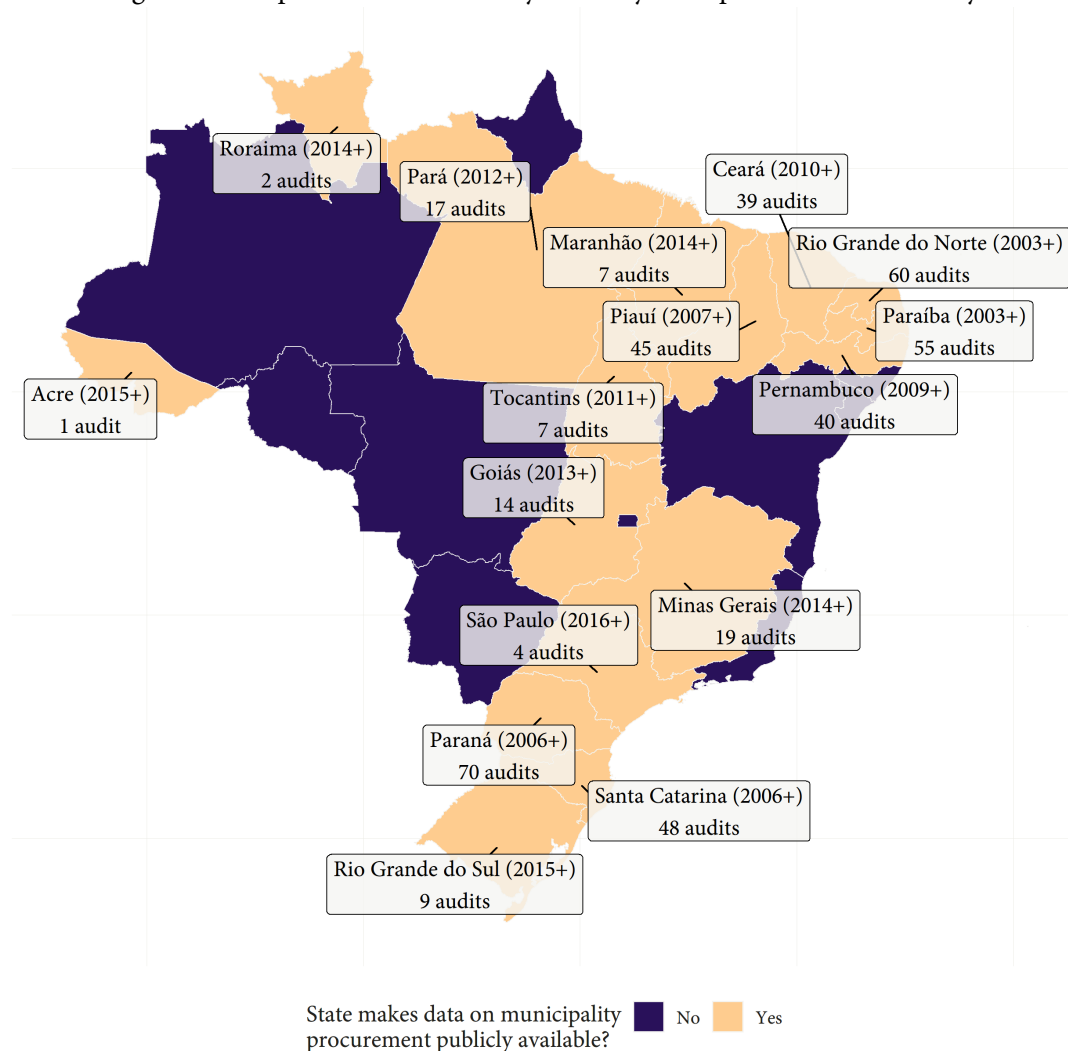 Roraima (2014+)
2 audits
Pará (2012+)
17 audits
Ceará (2010+)
39 audits
Maranhão (2014+)
7 audits
Rio Grande do Norte (2003+)
60 audits
Piauí (2007+)
45 audits
Paraíba (2003+)
55 audits
Acre (2015+)
1 audit
Tocantins (2011+)
7 audits
Pernambuco (2009+)
40 audits
Goiás (2013+)
14 audits
São Paulo (2016+)
4 audits
Minas Gerais (2014+)
19 audits
Paraná (2006+)
70 audits
Santa Catarina (2006+)
48 audits
Rio Grande do Sul (2015+)
9 audits
State makes data on municipality
procurement publicly available?
No
Yes